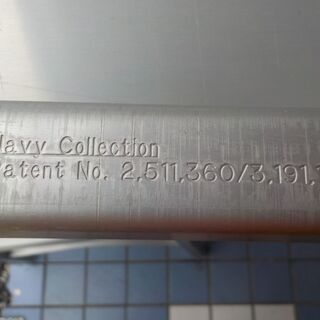 Navy Collection
Patent No. 2,511,360/3,191,1